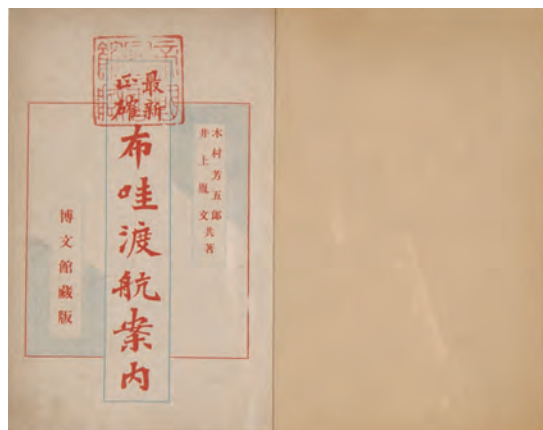 木村芳五郎
井上胤文
共著
最新
正確
布哇渡航案内
博文館藏版